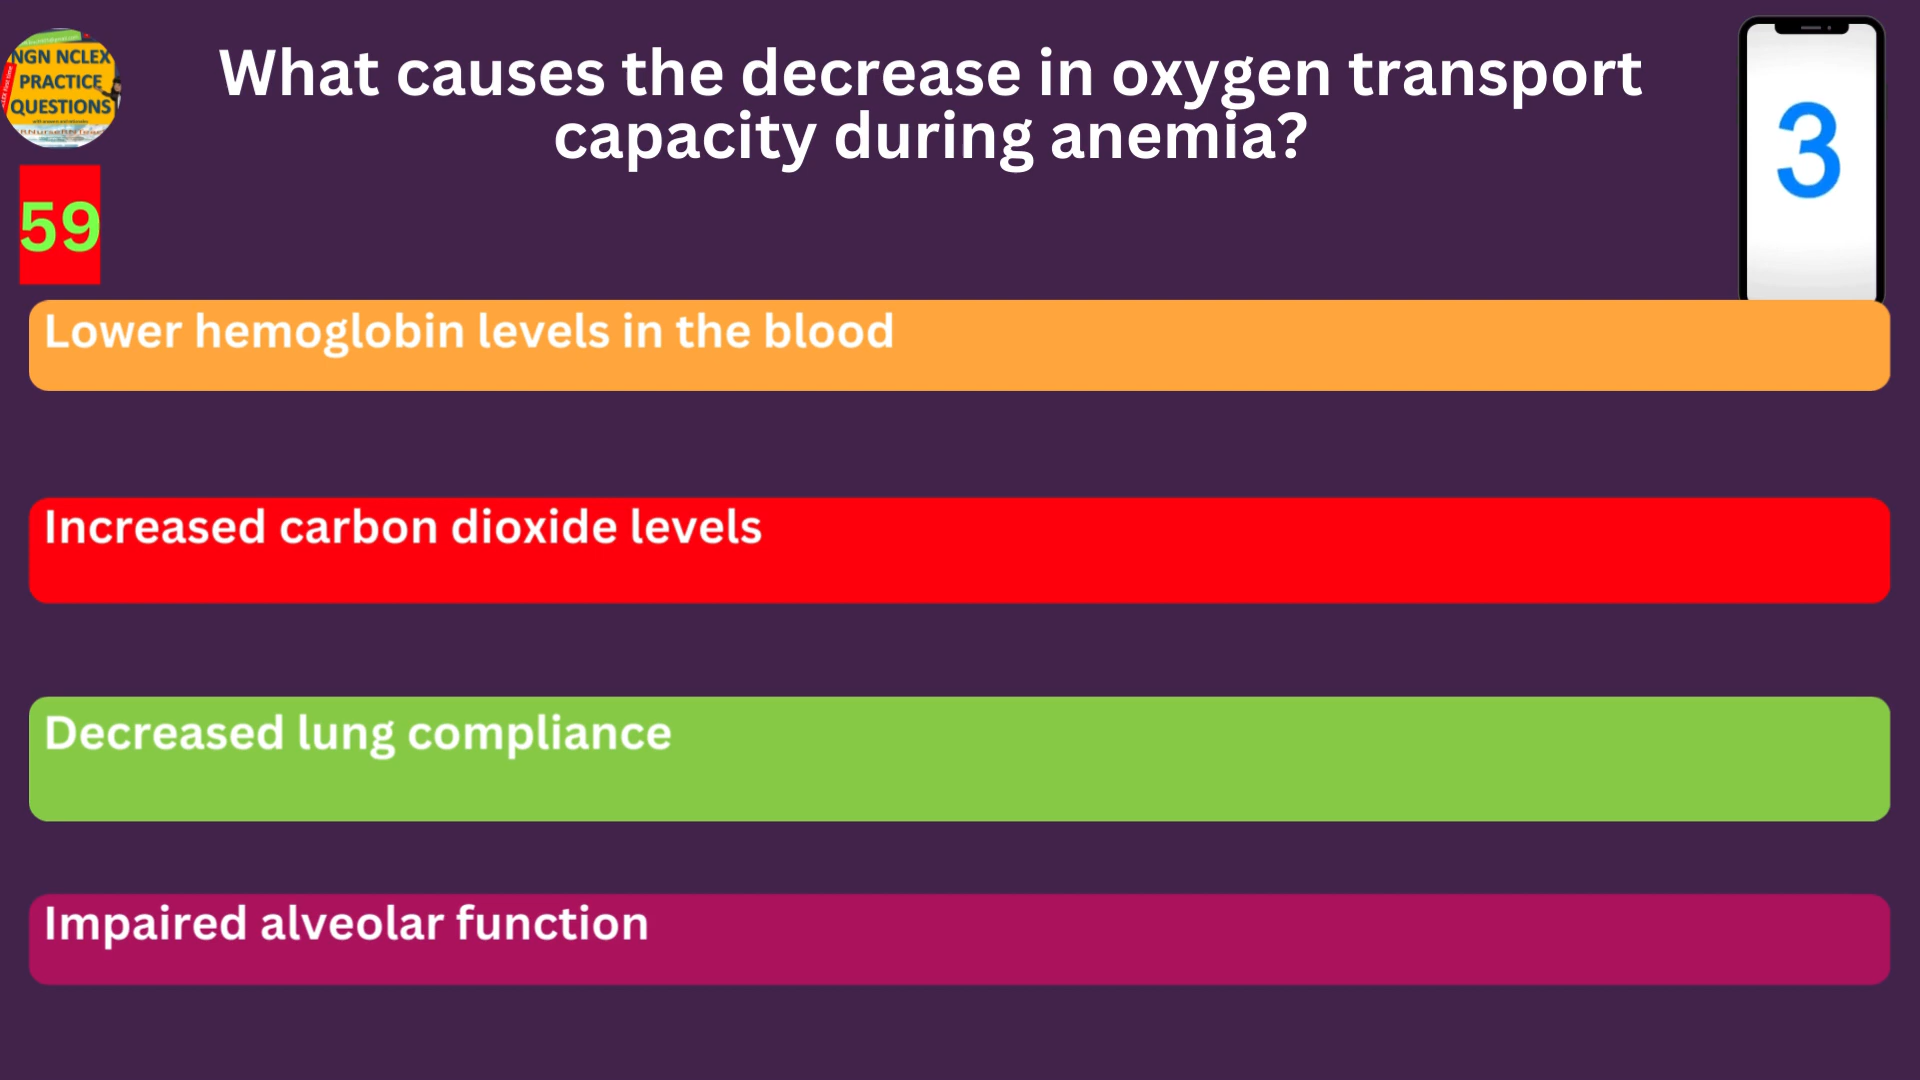 NGN NCLEX
PRACTICE
QUESTIONS
What causes the decrease in oxygen transport
capacity during anemia?
3
59
Lower hemoglobin levels in the blood
Increased carbon dioxide levels
Decreased lung compliance
Impaired alveolar function